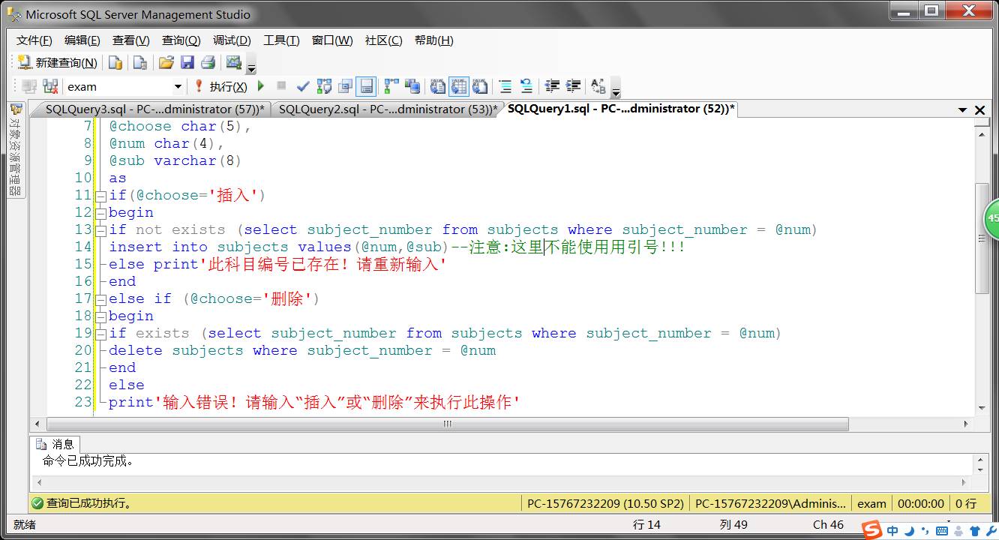 Microsoft SQL Server Management Studio
文件(F) 编辑(E) 查看(V) 查询(Q) 调试(D) 工具(T) 窗口(W) 社区(C) 帮助(H)
新建查询(N)
exam 执行(X)
SQLQuery3.sql - PC-...dministrator (57))* SQLQuery2.sql - PC-...dministrator (53))* SQLQuery1.sql - PC-...dministrator (52))*
对象资源管理器
7 @choose char(5),
8 @num char(4),
9 @sub varchar(8)
10 as
11 if(@choose='插入')
12 begin
13 if not exists (select subject_number from subjects where subject_number = @num)
14 insert into subjects values(@num,@sub)--注意:这里不能使用用引号!!!
15 else print'此科目编号已存在! 请重新输入'
16 end
17 else if (@choose='删除')
18 begin
19 if exists (select subject_number from subjects where subject_number = @num)
20 delete subjects where subject_number = @num
21 end
22 else
23 print'输入错误! 请输入“插入”或“删除”来执行此操作'
45
消息
命令已成功完成。
查询已成功执行。 PC-15767232209 (10.50 SP2) PC-15767232209\Adminis... exam 00:00:00 0 行
就绪 行 14 列 49 Ch 46
S 中